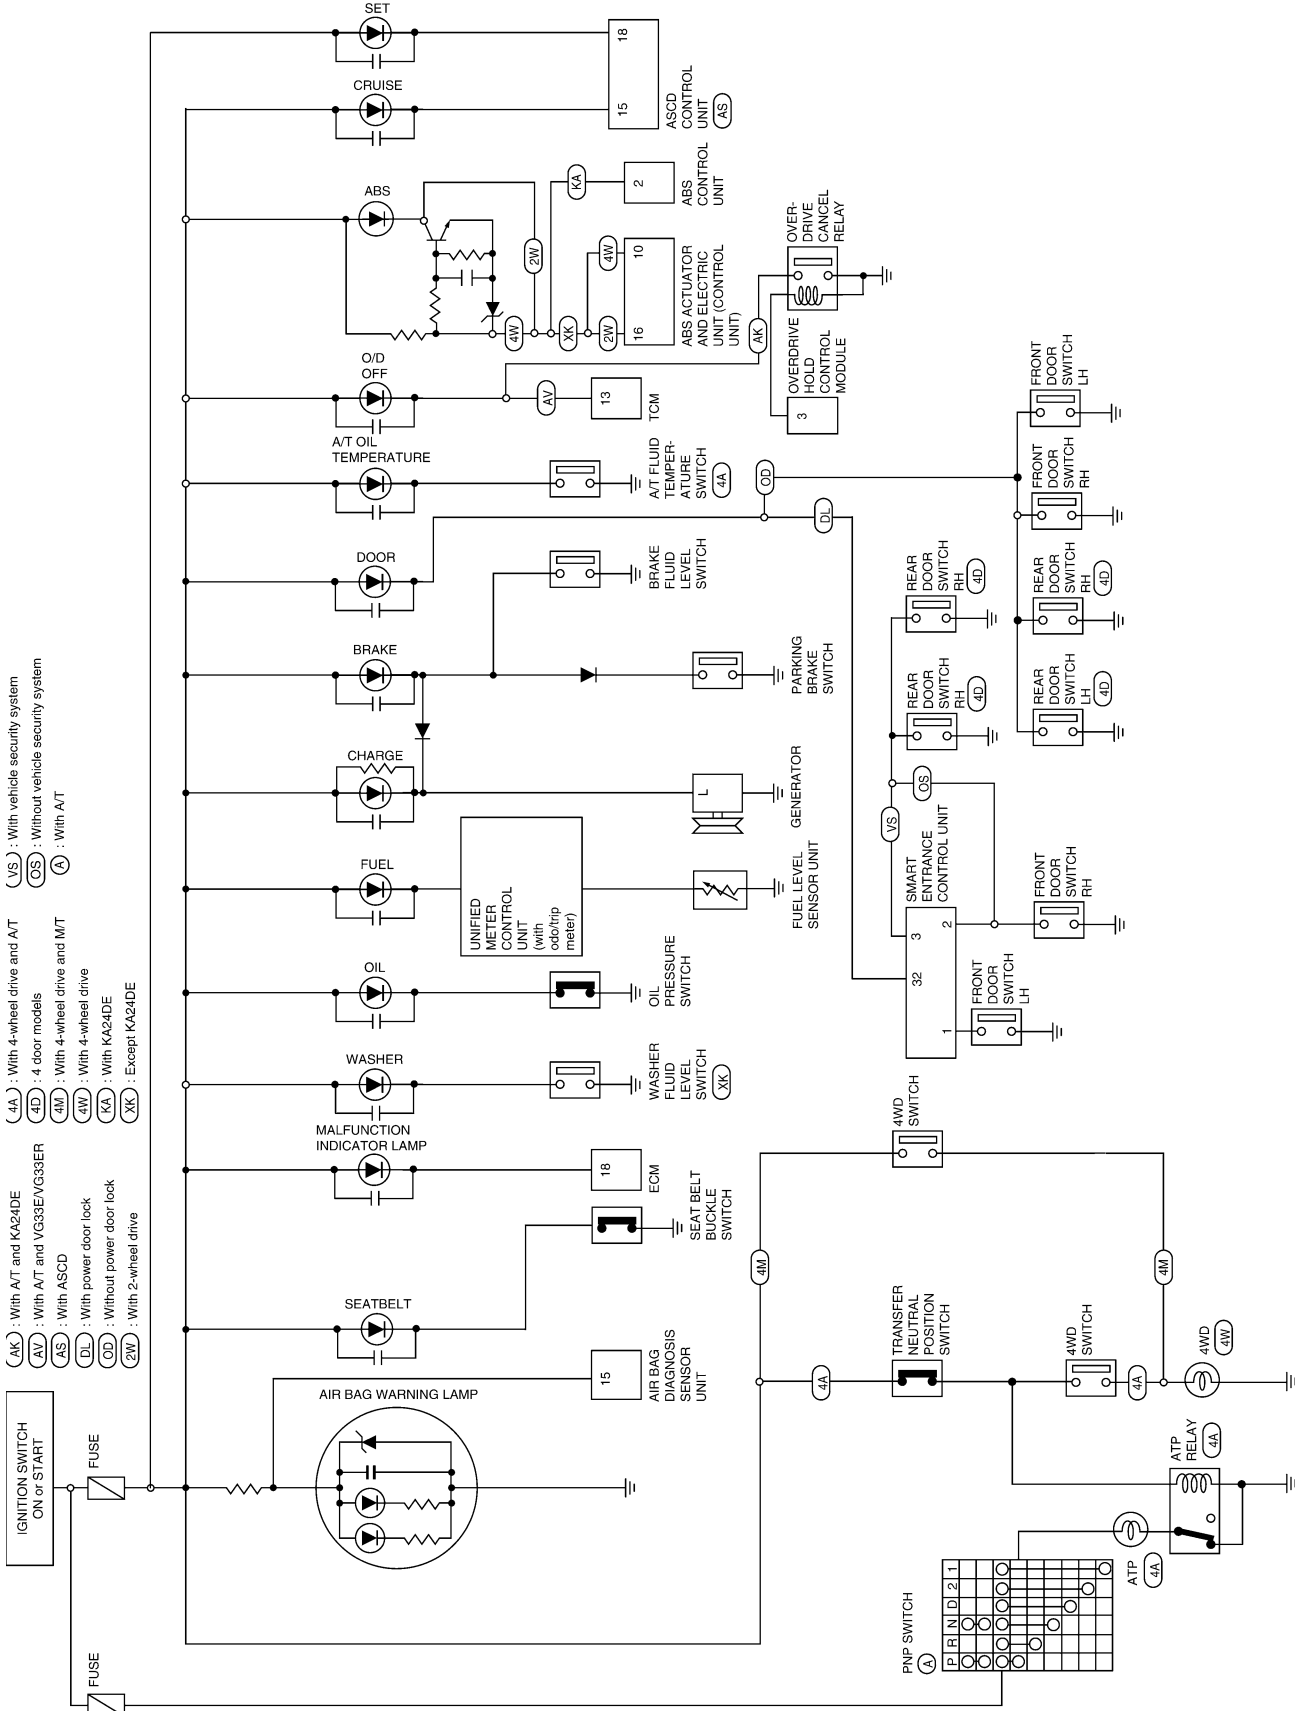 SET
18
CRUISE
15
ASCD
CONTROL
UNIT
AS
ABS
KA
2
ABS
CONTROL
UNIT
2W
4W
10
4W
XK
2W
16
ABS ACTUATOR
AND ELECTRIC
UNIT (CONTROL
UNIT)
OVER-
DRIVE
CANCEL
RELAY
AK
OVERDRIVE
HOLD
CONTROL
MODULE
3
O/D
OFF
AV
13
TCM
A/T OIL
TEMPERATURE
A/T FLUID
TEMPER-
ATURE
SWITCH
4A
OD
DL
FRONT
DOOR
SWITCH
LH
FRONT
DOOR
SWITCH
RH
REAR
DOOR
SWITCH
RH
4D
REAR
DOOR
SWITCH
LH
4D
DOOR
BRAKE
FLUID
LEVEL
SWITCH
REAR
DOOR
SWITCH
RH
4D
REAR
DOOR
SWITCH
RH
4D
BRAKE
PARKING
BRAKE
SWITCH
CHARGE
L
GENERATOR
VS
OS
SMART
ENTRANCE
CONTROL UNIT
3
2
32
1
FRONT
DOOR
SWITCH
RH
FRONT
DOOR
SWITCH
LH
FUEL
UNIFIED
METER
CONTROL
UNIT
(with
odo/trip
meter)
FUEL LEVEL
SENSOR UNIT
OIL
OIL
PRESSURE
SWITCH
WASHER
WASHER
FLUID
LEVEL
SWITCH
XK
MALFUNCTION
INDICATOR LAMP
18
ECM
SEAT BELT
BUCKLE
SWITCH
SEATBELT
AIR BAG WARNING LAMP
15
AIR BAG
DIAGNOSIS
SENSOR
UNIT
4WD
SWITCH
4M
4M
TRANSFER
NEUTRAL
POSITION
SWITCH
4A
4WD
SWITCH
4A
4WD
4W
ATP
RELAY
4A
ATP
4A
PNP SWITCH
A
P R N D 2 1
IGNITION SWITCH
ON or START
FUSE
FUSE
AK : With A/T and KA24DE
AV : With A/T and VG33E/VG33ER
AS : With ASCD
DL : With power door lock
OD : Without power door lock
2W : With 2-wheel drive
4A : With 4-wheel drive and A/T
4D : 4 door models
4M : With 4-wheel drive and M/T
4W : With 4-wheel drive
KA : With KA24DE
XK : Except KA24DE
VS : With vehicle security system
OS : Without vehicle security system
A : With A/T